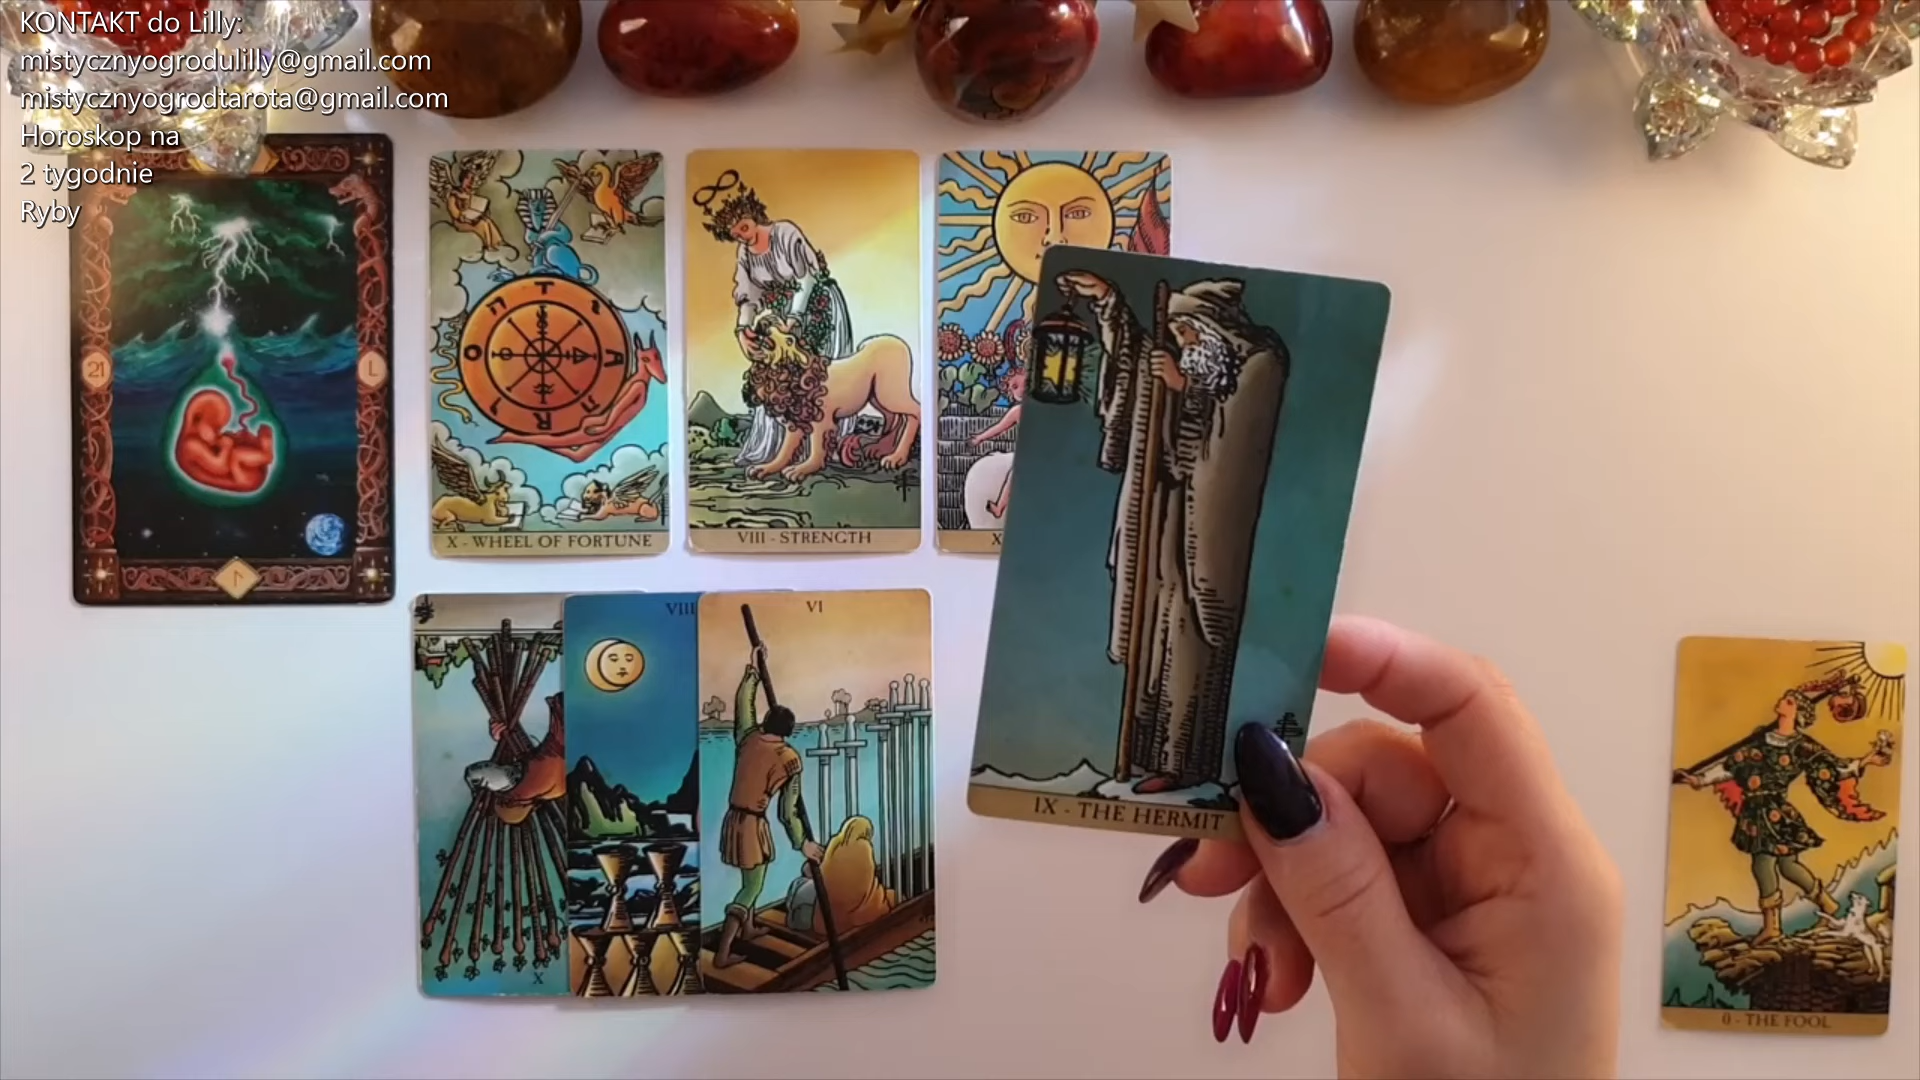 KONTAKT do Lilly:
mistycznyogrodulilly@gmail.com
mistycznyogrodtarota@gmail.com
Horoskop na
2 tygodnie
Ryby
21
X - WHEEL OF FORTUNE
VIII - STRENGTH
X
VIII
VI
IX - THE HERMIT
X
0 - THE FOOL